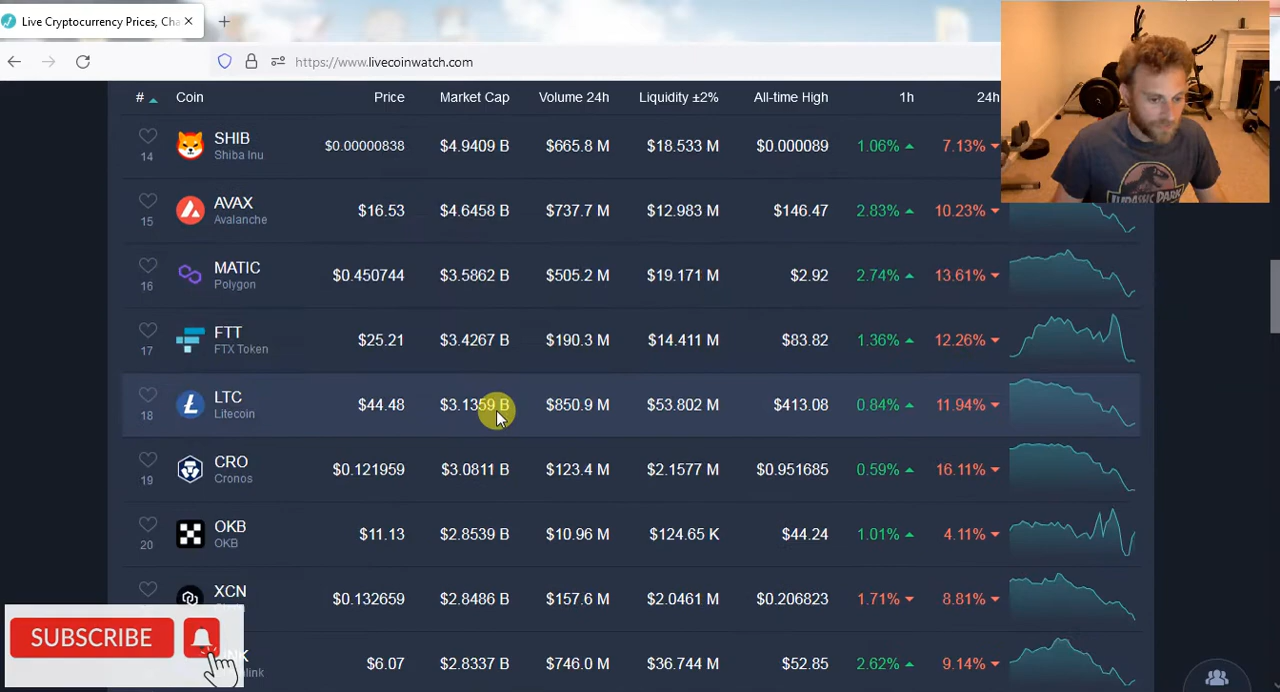 Live Cryptocurrency Prices, Cha
https://www.livecoinwatch.com
# Coin Price Market Cap Volume 24h Liquidity ±2% All-time High 1h 24h
14 SHIB Shiba Inu $0.00000838 $4.9409 B $665.8 M $18.533 M $0.000089 1.06% 7.13%
15 AVAX Avalanche $16.53 $4.6458 B $737.7 M $12.983 M $146.47 2.83% 10.23%
16 MATIC Polygon $0.450744 $3.5862 B $505.2 M $19.171 M $2.92 2.74% 13.61%
17 FTT FTX Token $25.21 $3.4267 B $190.3 M $14.411 M $83.82 1.36% 12.26%
18 LTC Litecoin $44.48 $3.1359 B $850.9 M $53.802 M $413.08 0.84% 11.94%
19 CRO Cronos $0.121959 $3.0811 B $123.4 M $2.1577 M $0.951685 0.59% 16.11%
20 OKB OKB $11.13 $2.8539 B $10.96 M $124.65 K $44.24 1.01% 4.11%
XCN $0.132659 $2.8486 B $157.6 M $2.0461 M $0.206823 1.71% 8.81%
$6.07 $2.8337 B $746.0 M $36.744 M $52.85 2.62% 9.14%
SUBSCRIBE
JURASSIC PARK